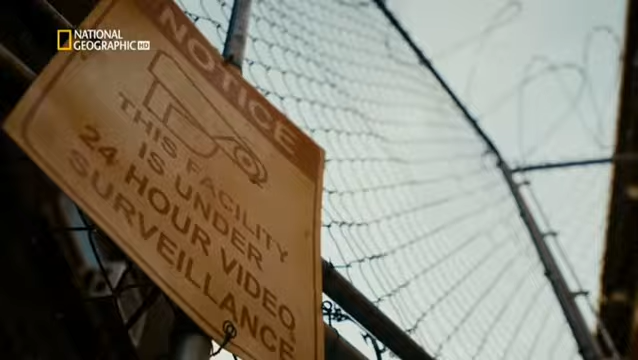 NATIONAL
GEOGRAPHIC HD
NOTICE
THIS FACILITY
IS UNDER
24 HOUR VIDEO
SURVEILLANCE